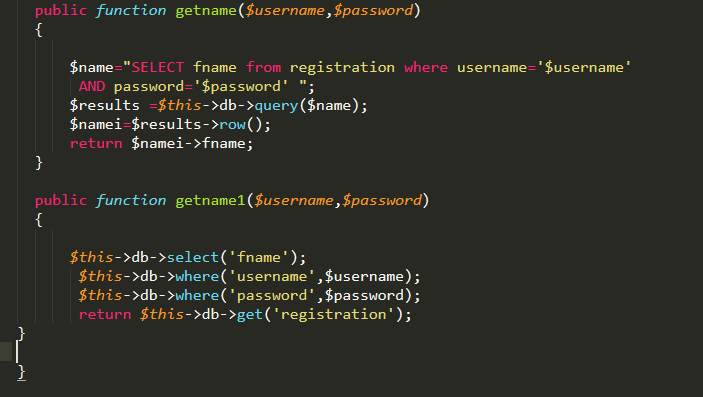 public function getname($username,$password)
{
$name="SELECT fname from registration where username='$username'
AND password='$password' ";
$results =$this->db->query($name);
$namei=$results->row();
return $namei->fname;
}
public function getname1($username,$password)
{
$this->db->select('fname');
$this->db->where('username',$username);
$this->db->where('password',$password);
return $this->db->get('registration');
}
}